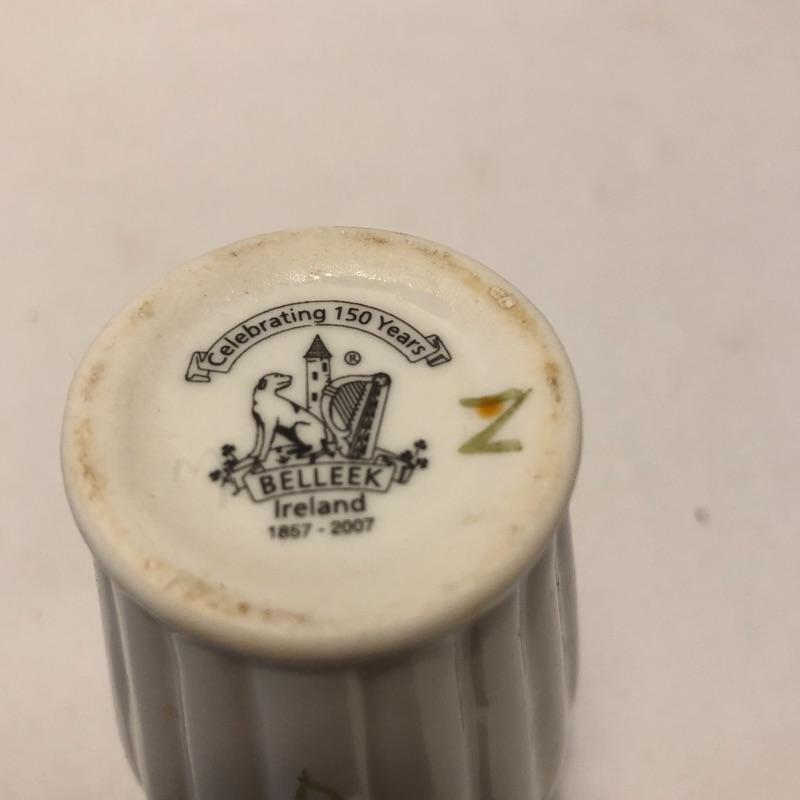 Celebrating 150 Years
®
BELLEEK
Ireland
1857 - 2007
Z